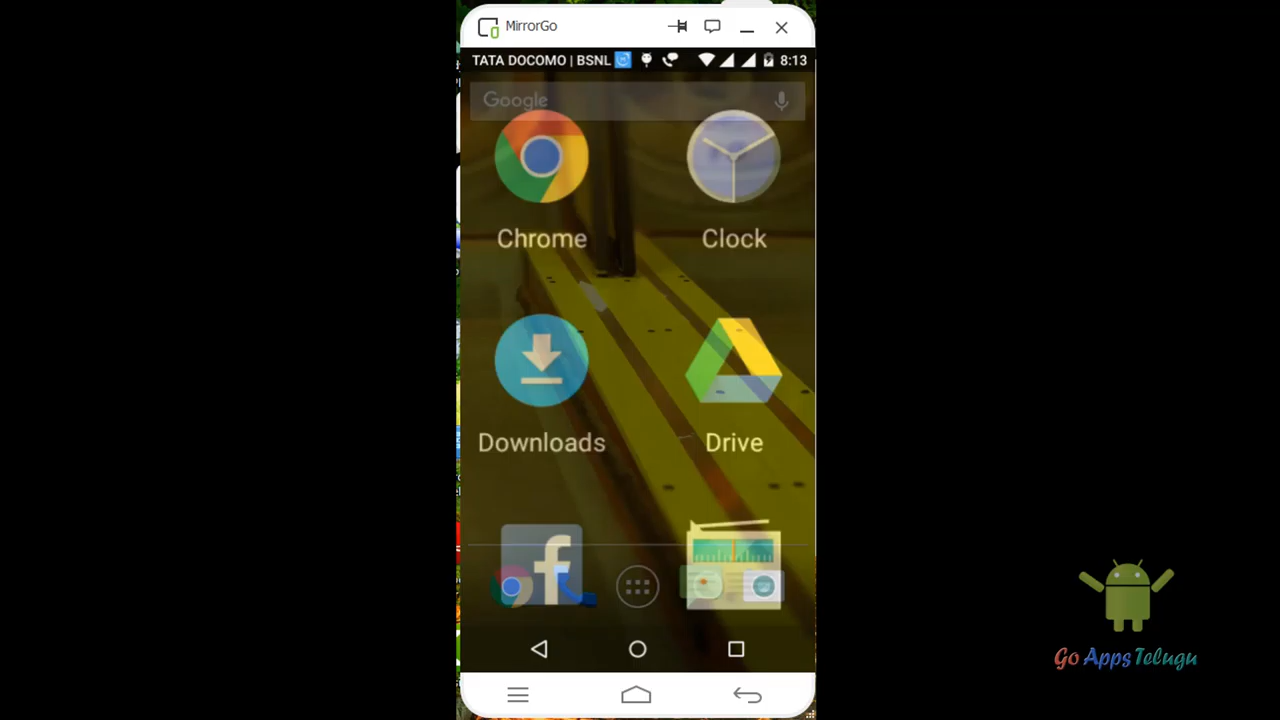 MirrorGo
TATA DOCOMO | BSNL 8:13
Google
Chrome Clock
Downloads Drive
Go Apps Telugu